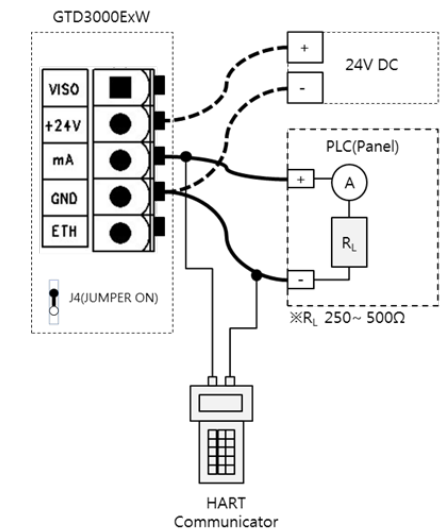 GTD3000ExW
VISO
+24V
mA
GND
ETH
J4(JUMPER ON)
+
-
24V DC
PLC(Panel)
+
A
RL
-
※RL 250~ 500Ω
HART
Communicator